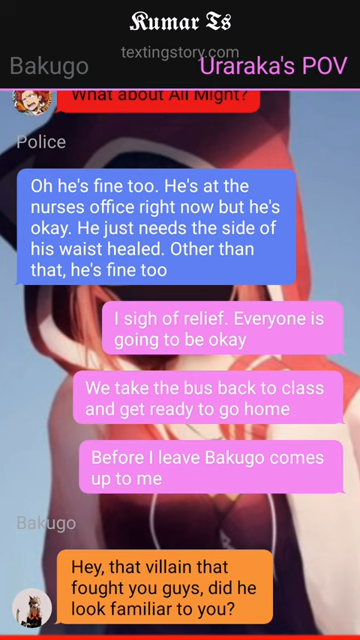 Kumar Ts
textingstory.com
Bakugo
Uraraka's POV
What about All Might?
Police
Oh he's fine too. He's at the
nurses office right now but he's
okay. He just needs the side of
his waist healed. Other than
that, he's fine too
I sigh of relief. Everyone is
going to be okay
We take the bus back to class
and get ready to go home
Before I leave Bakugo comes
up to me
Bakugo
Hey, that villain that
fought you guys, did he
look familiar to you?